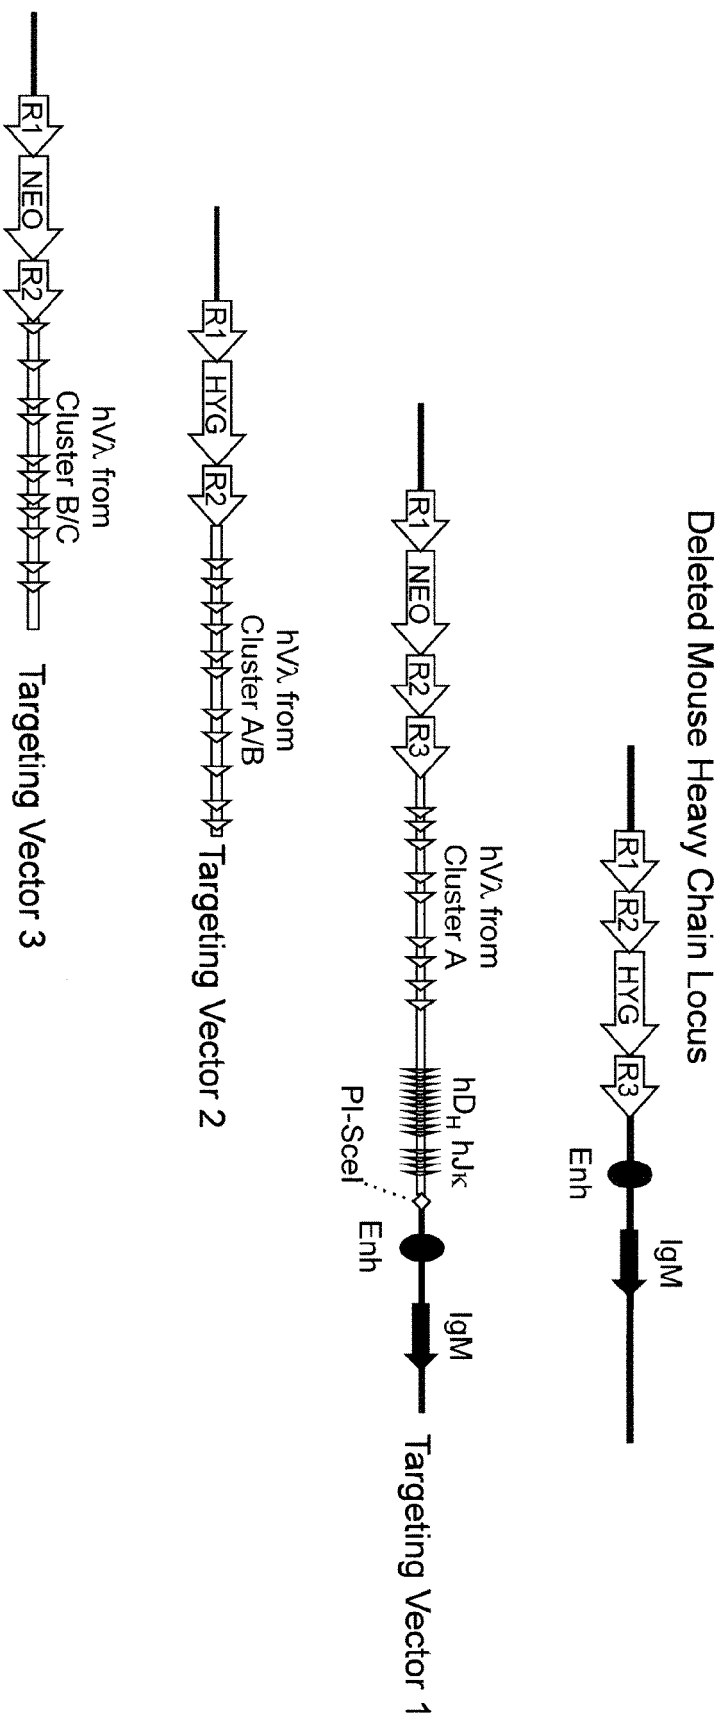 Deleted Mouse Heavy Chain Locus
R1 R2 HYG R3
Enh
IgM
R1 NEO R2 R3
hVλ from
Cluster A
hDH hJκ
PI-SceI
Enh
IgM
Targeting Vector 1
R1 HYG R2
hVλ from
Cluster A/B
Targeting Vector 2
R1 NEO R2
hVλ from
Cluster B/C
Targeting Vector 3